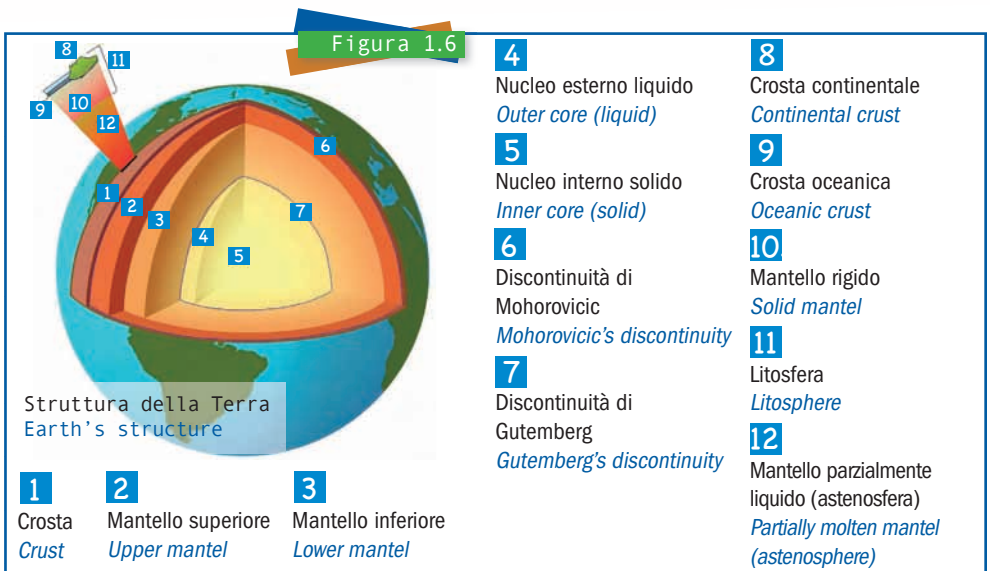 Figura 1.6
8
11
9
10
12
1
2
3
4
5
6
7
Struttura della Terra
Earth's structure
1
Crosta
Crust
2
Mantello superiore
Upper mantel
3
Mantello inferiore
Lower mantel
4
Nucleo esterno liquido
Outer core (liquid)
5
Nucleo interno solido
Inner core (solid)
6
Discontinuità di
Mohorovicic
Mohorovicic's discontinuity
7
Discontinuità di
Gutemberg
Gutemberg's discontinuity
8
Crosta continentale
Continental crust
9
Crosta oceanica
Oceanic crust
10
Mantello rigido
Solid mantel
11
Litosfera
Litosphere
12
Mantello parzialmente
liquido (astenosfera)
Partially molten mantel
(astenosphere)